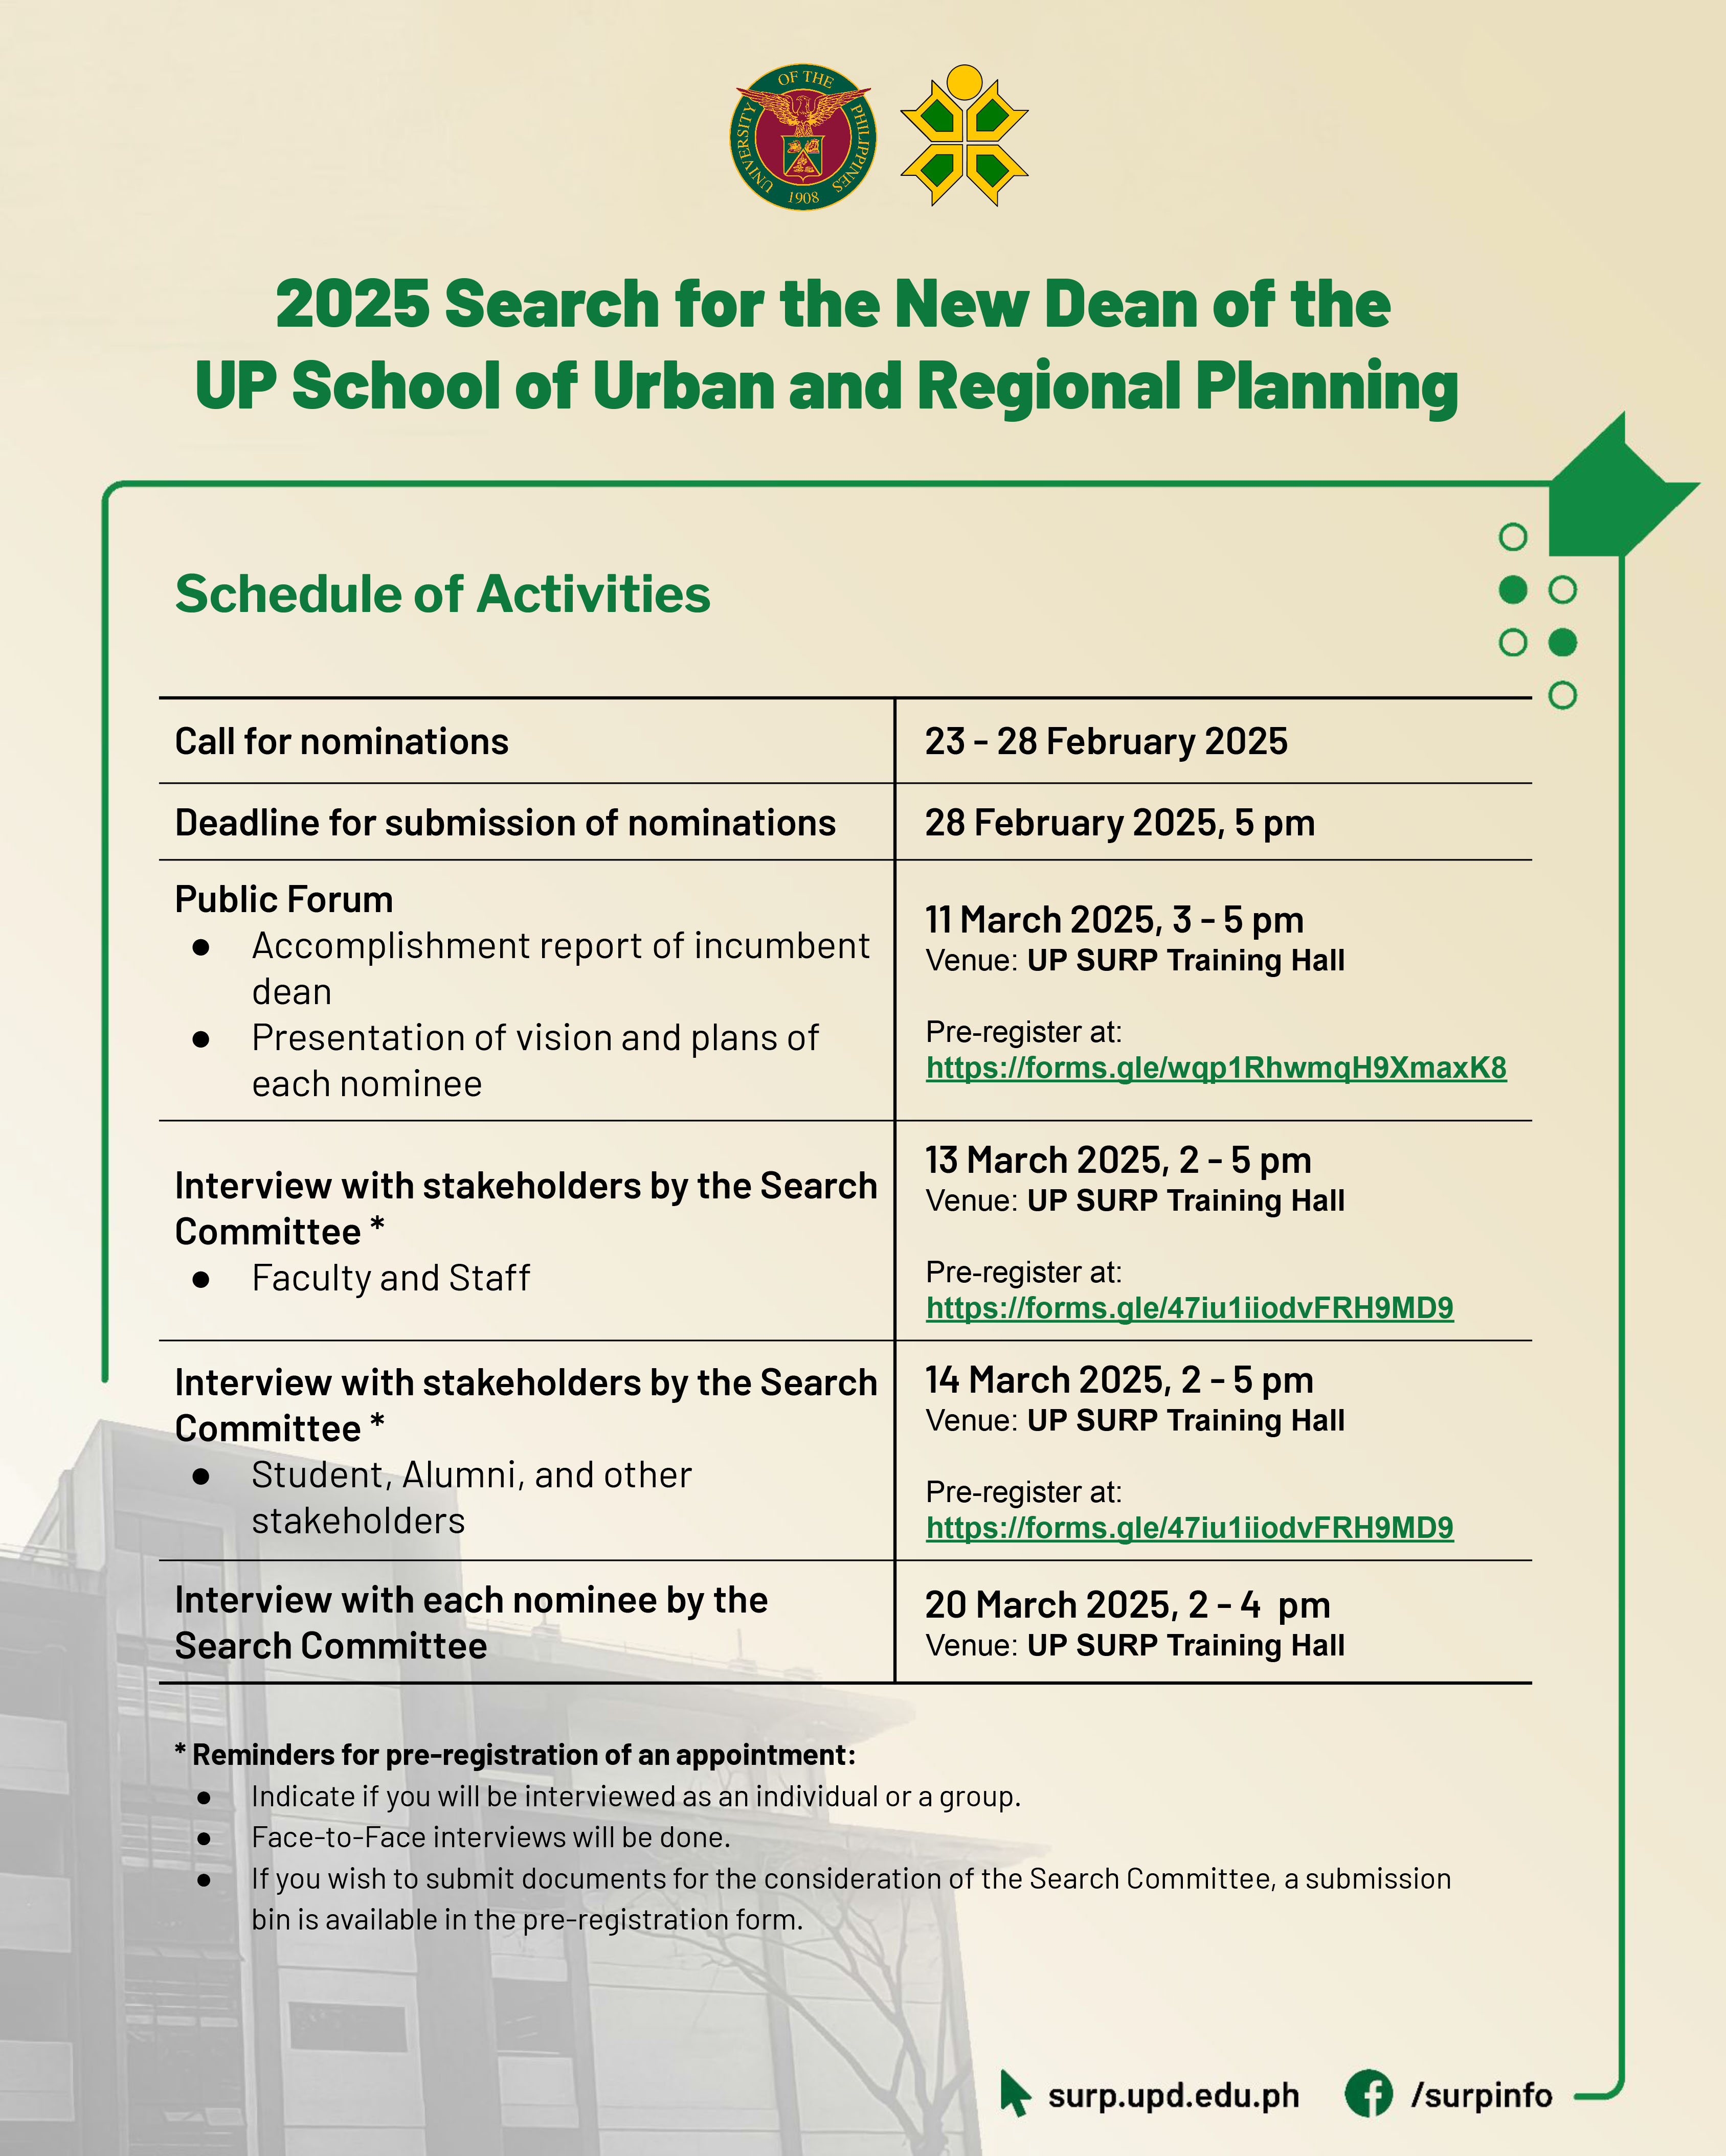 UNIVERSITY OF THE PHILIPPINES
1908
2025 Search for the New Dean of the
UP School of Urban and Regional Planning
Schedule of Activities
Call for nominations
23 - 28 February 2025
Deadline for submission of nominations
28 February 2025, 5 pm
Public Forum
● Accomplishment report of incumbent
dean
● Presentation of vision and plans of
each nominee
11 March 2025, 3 - 5 pm
Venue: UP SURP Training Hall
Pre-register at:
https://forms.gle/wqp1RhwmqH9XmaxK8
Interview with stakeholders by the Search
Committee *
● Faculty and Staff
13 March 2025, 2 - 5 pm
Venue: UP SURP Training Hall
Pre-register at:
https://forms.gle/47iu1iiodvFRH9MD9
Interview with stakeholders by the Search
Committee *
● Student, Alumni, and other
stakeholders
14 March 2025, 2 - 5 pm
Venue: UP SURP Training Hall
Pre-register at:
https://forms.gle/47iu1iiodvFRH9MD9
Interview with each nominee by the
Search Committee
20 March 2025, 2 - 4 pm
Venue: UP SURP Training Hall
* Reminders for pre-registration of an appointment:
● Indicate if you will be interviewed as an individual or a group.
● Face-to-Face interviews will be done.
● If you wish to submit documents for the consideration of the Search Committee, a submission
bin is available in the pre-registration form.
surp.upd.edu.ph
/surpinfo